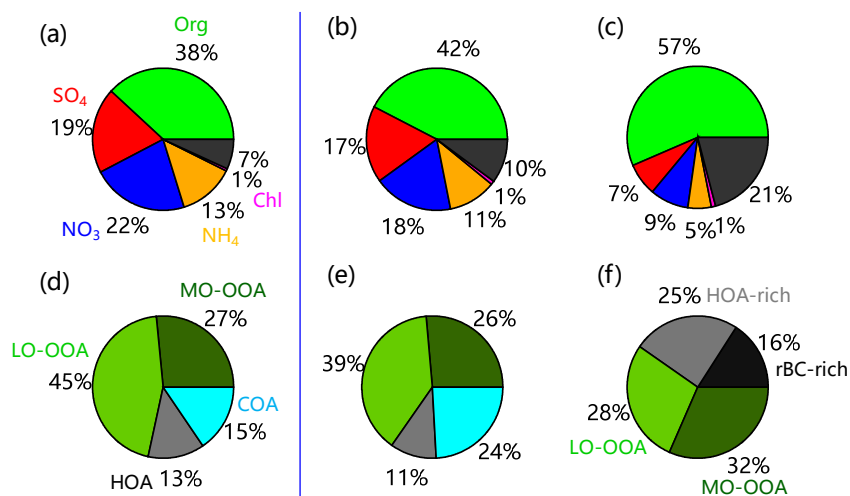 (a)
Org
38%
SO₄
19%
7%
1%
Chl
13%
NH₄
NO₃ 22%
(b)
42%
17%
10%
1%
11%
18%
(c)
57%
7%
21%
9%
5%
1%
(d)
MO-OOA
27%
LO-OOA
45%
COA
15%
HOA 13%
(e)
26%
39%
24%
11%
(f)
25% HOA-rich
16%
rBC-rich
28%
LO-OOA
32%
MO-OOA